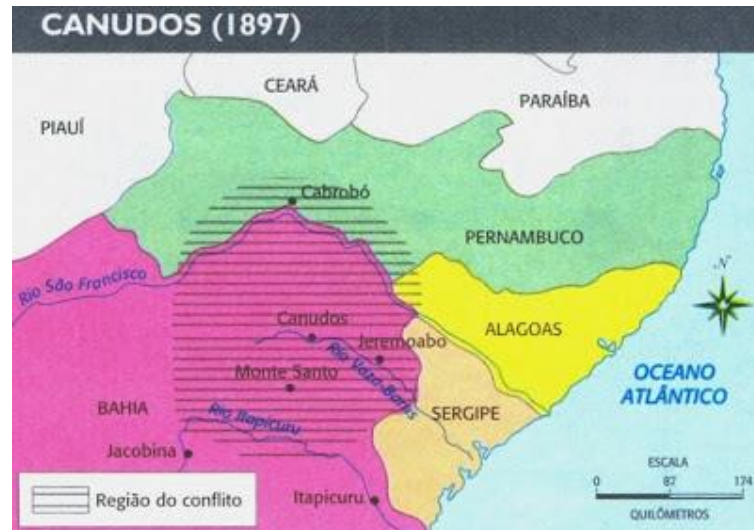 CANUDOS (1897)
CEARÁ
PARAÍBA
PIAUÍ
Cabrobó
PERNAMBUCO
N
Rio São Francisco
Canudos
ALAGOAS
Jeremoabo
Rio Vaza-Barris
OCEANO
ATLÂNTICO
Monte Santo
BAHIA
SERGIPE
Rio Itapicuru
Jacobina
ESCALA
0 87 174
QUILÔMETROS
Itapicuru
Região do conflito